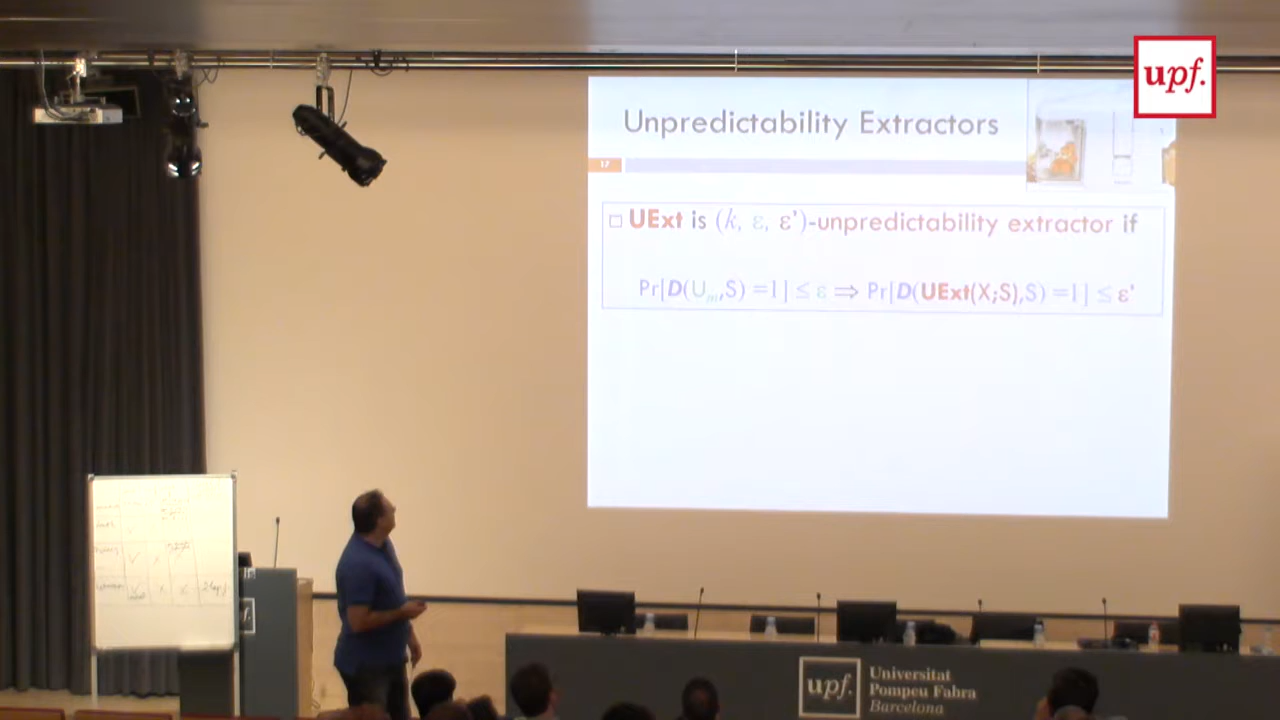 upf.
Unpredictability Extractors
17
□ UExt is (k, ε, ε')-unpredictability extractor if
Pr[D(Uₘ,S) =1] ≤ ε ⇒ Pr[D(UExt(X;S),S) =1] ≤ ε'
upf.
Universitat
Pompeu Fabra
Barcelona